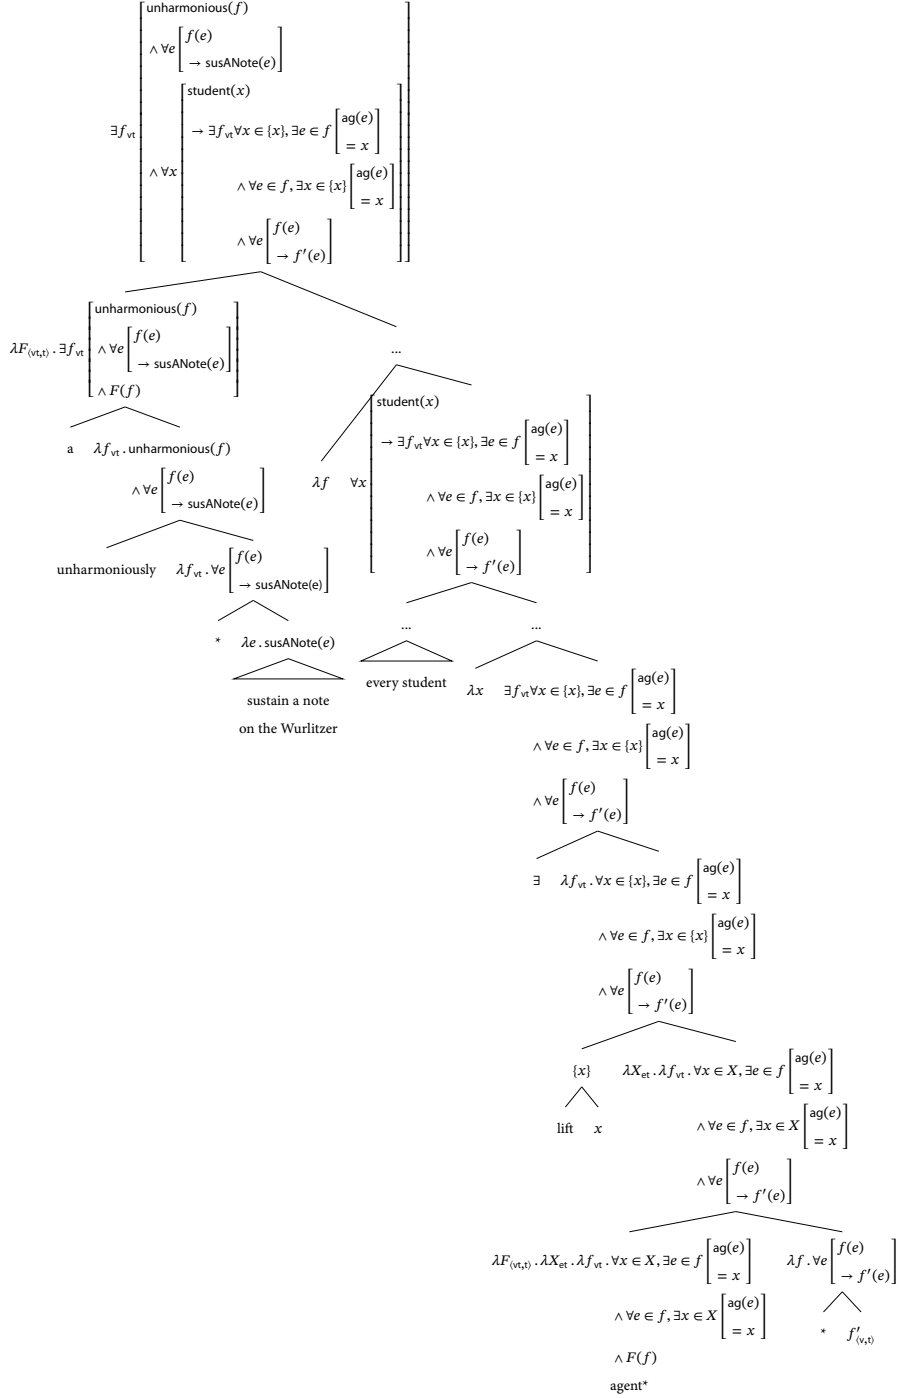 unharmonious(f)
∧ ∀e [ f(e)
→ susANote(e) ]
student(x)
∃f_vt
→ ∃f_vt ∀x ∈ {x}, ∃e ∈ f [ ag(e)
= x ]
∧ ∀x
∧ ∀e ∈ f, ∃x ∈ {x} [ ag(e)
= x ]
∧ ∀e [ f(e)
→ f′(e) ]
unharmonious(f)
λF_⟨vt,t⟩ . ∃f_vt
∧ ∀e [ f(e)
→ susANote(e) ]
∧ F(f)
...
a λf_vt . unharmonious(f)
∧ ∀e [ f(e)
→ susANote(e) ]
λf ∀x
student(x)
→ ∃f_vt ∀x ∈ {x}, ∃e ∈ f [ ag(e)
= x ]
∧ ∀e ∈ f, ∃x ∈ {x} [ ag(e)
= x ]
∧ ∀e [ f(e)
→ f′(e) ]
unharmoniously λf_vt . ∀e [ f(e)
→ susANote(e) ]
* λe . susANote(e)
sustain a note
on the Wurlitzer
... ...
every student
λx ∃f_vt ∀x ∈ {x}, ∃e ∈ f [ ag(e)
= x ]
∧ ∀e ∈ f, ∃x ∈ {x} [ ag(e)
= x ]
∧ ∀e [ f(e)
→ f′(e) ]
∃ λf_vt . ∀x ∈ {x}, ∃e ∈ f [ ag(e)
= x ]
∧ ∀e ∈ f, ∃x ∈ {x} [ ag(e)
= x ]
∧ ∀e [ f(e)
→ f′(e) ]
{x} λX_et . λf_vt . ∀x ∈ X, ∃e ∈ f [ ag(e)
= x ]
lift x
∧ ∀e ∈ f, ∃x ∈ X [ ag(e)
= x ]
∧ ∀e [ f(e)
→ f′(e) ]
λF_⟨vt,t⟩ . λX_et . λf_vt . ∀x ∈ X, ∃e ∈ f [ ag(e)
= x ]
∧ ∀e ∈ f, ∃x ∈ X [ ag(e)
= x ]
∧ F(f)
agent*
λf . ∀e [ f(e)
→ f′(e) ]
* f′_⟨v,t⟩